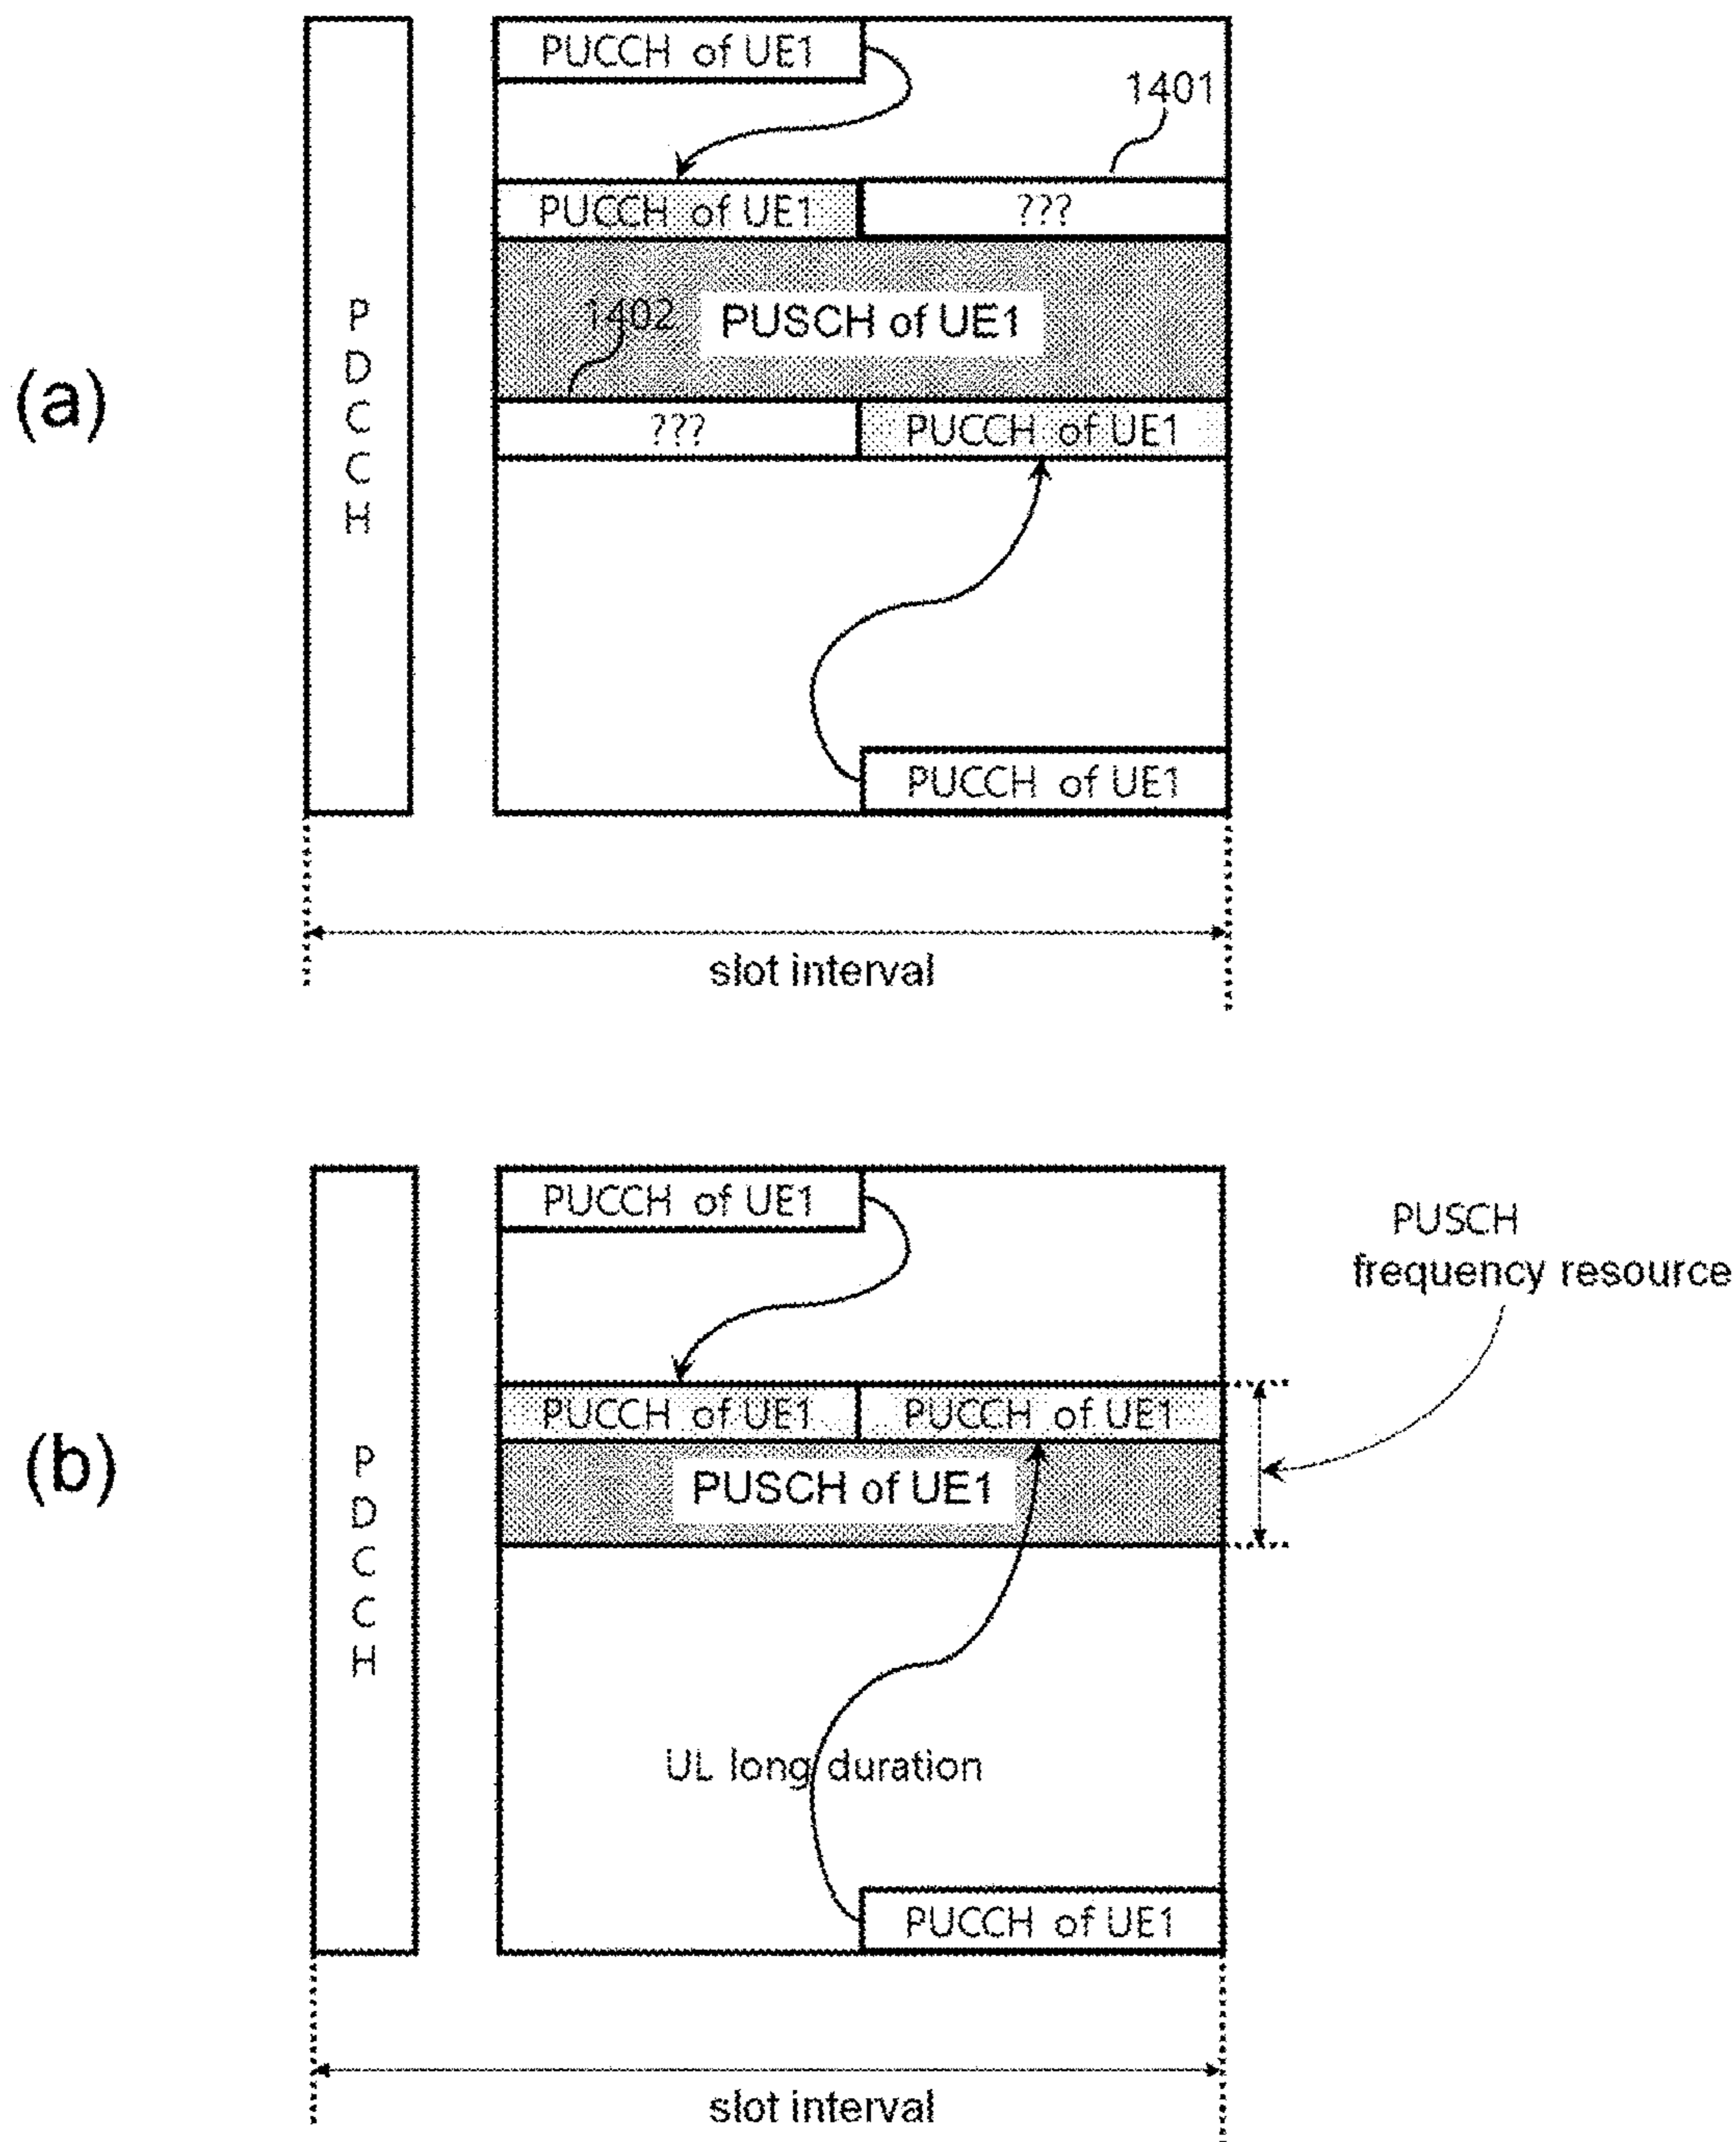 PUCCH of UE1
1401
PUCCH of UE1
???
(a)
PDCCH
1402
PUSCH of UE1
???
PUCCH of UE1
PUCCH of UE1
slot interval
PUCCH of UE1
PUSCH
frequency resource
PUCCH of UE1
PUCCH of UE1
(b)
PDCCH
PUSCH of UE1
UL long duration
PUCCH of UE1
slot interval